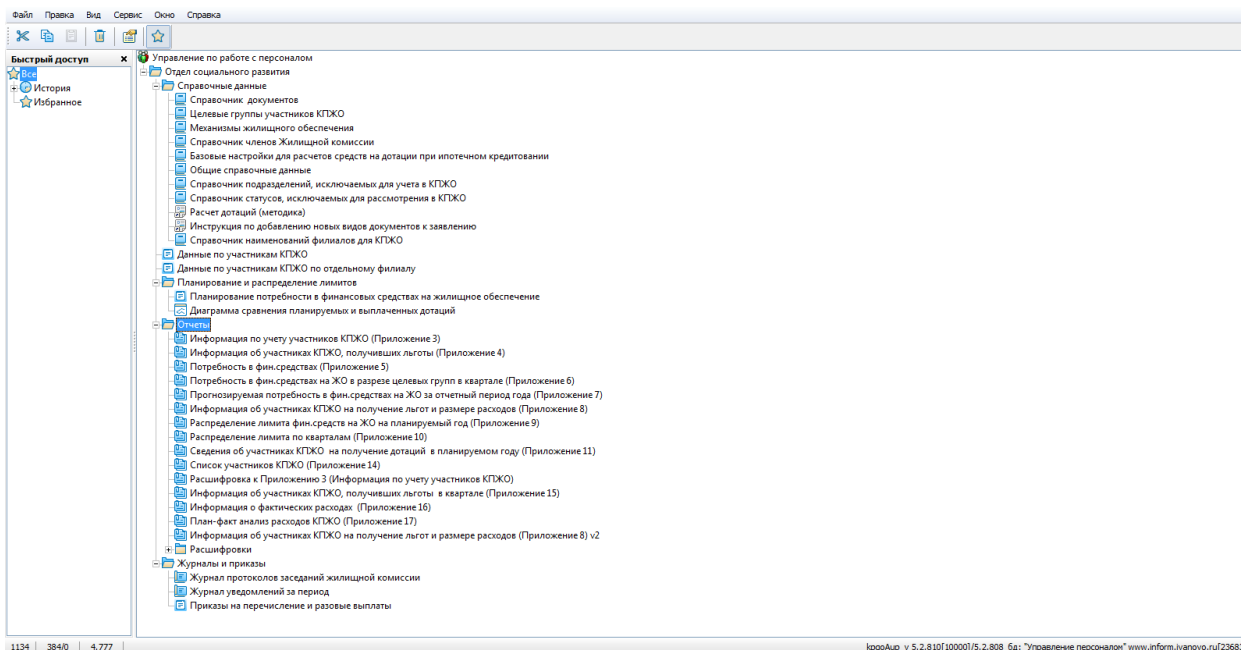 Файл Правка Вид Сервис Окно Справка
Быстрый доступ x
Все
История
Избранное
Управление по работе с персоналом
Отдел социального развития
Справочные данные
Справочник документов
Целевые группы участников КПЖО
Механизмы жилищного обеспечения
Справочник членов Жилищной комиссии
Базовые настройки для расчетов средств на дотации при ипотечном кредитовании
Общие справочные данные
Справочник подразделений, исключаемых для учета в КПЖО
Справочник статусов, исключаемых для рассмотрения в КПЖО
Расчет дотаций (методика)
Инструкция по добавлению новых видов документов к заявлению
Справочник наименований филиалов для КПЖО
Данные по участникам КПЖО
Данные по участникам КПЖО по отдельному филиалу
Планирование и распределение лимитов
Планирование потребности в финансовых средствах на жилищное обеспечение
Диаграмма сравнения планируемых и выплаченных дотаций
Отчеты
Информация по учету участников КПЖО (Приложение 3)
Информация об участниках КПЖО, получивших льготы (Приложение 4)
Потребность в фин.средствах (Приложение 5)
Потребность в фин.средствах на ЖО в разрезе целевых групп в квартале (Приложение 6)
Прогнозируемая потребность в фин.средствах на ЖО за отчетный период года (Приложение 7)
Информация об участниках КПЖО на получение льгот и размере расходов (Приложение 8)
Распределение лимита фин.средств на ЖО на планируемый год (Приложение 9)
Распределение лимита по кварталам (Приложение 10)
Сведения об участниках КПЖО на получение дотаций в планируемом году (Приложение 11)
Список участников КПЖО (Приложение 14)
Расшифровка к Приложению 3 (Информация по учету участников КПЖО)
Информация об участниках КПЖО, получивших льготы в квартале (Приложение 15)
Информация о фактических расходах (Приложение 16)
План-факт анализ расходов КПЖО (Приложение 17)
Информация об участниках КПЖО на получение льгот и размере расходов (Приложение 8) v2
Расшифровки
Журналы и приказы
Журнал протоколов заседаний жилищной комиссии
Журнал уведомлений за период
Приказы на перечисление и разовые выплаты
1134 384/0 4,777 kpgoAup v 5.2.810[10000]/5.2.808 бд: "Управление персоналом" www.inform.ivanovo.ru[2368